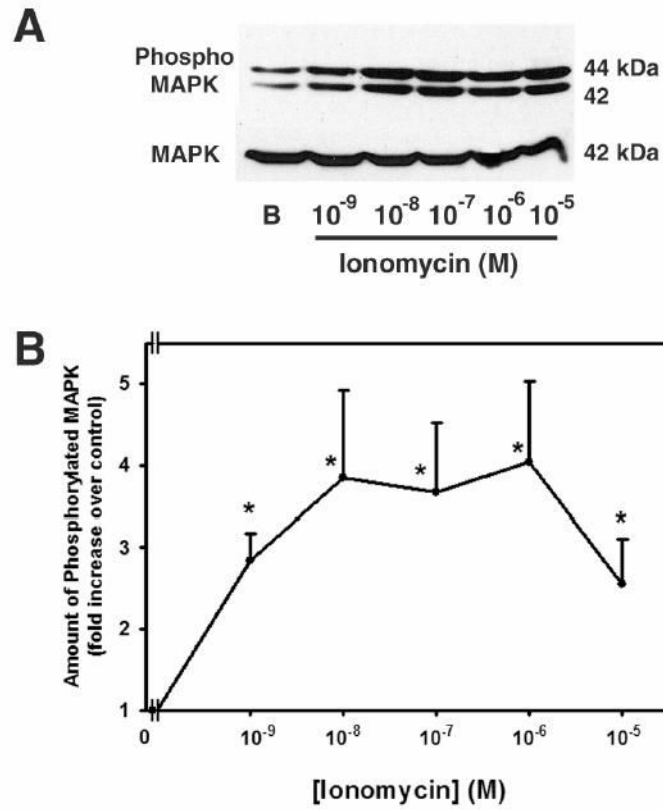 A
Phospho
MAPK
44 kDa
42
MAPK
42 kDa
B 10⁻⁹ 10⁻⁸ 10⁻⁷ 10⁻⁶ 10⁻⁵
Ionomycin (M)
B
Amount of Phosphorylated MAPK
(fold increase over control)
5
4
3
2
1
* * * * *
0 10⁻⁹ 10⁻⁸ 10⁻⁷ 10⁻⁶ 10⁻⁵
[Ionomycin] (M)